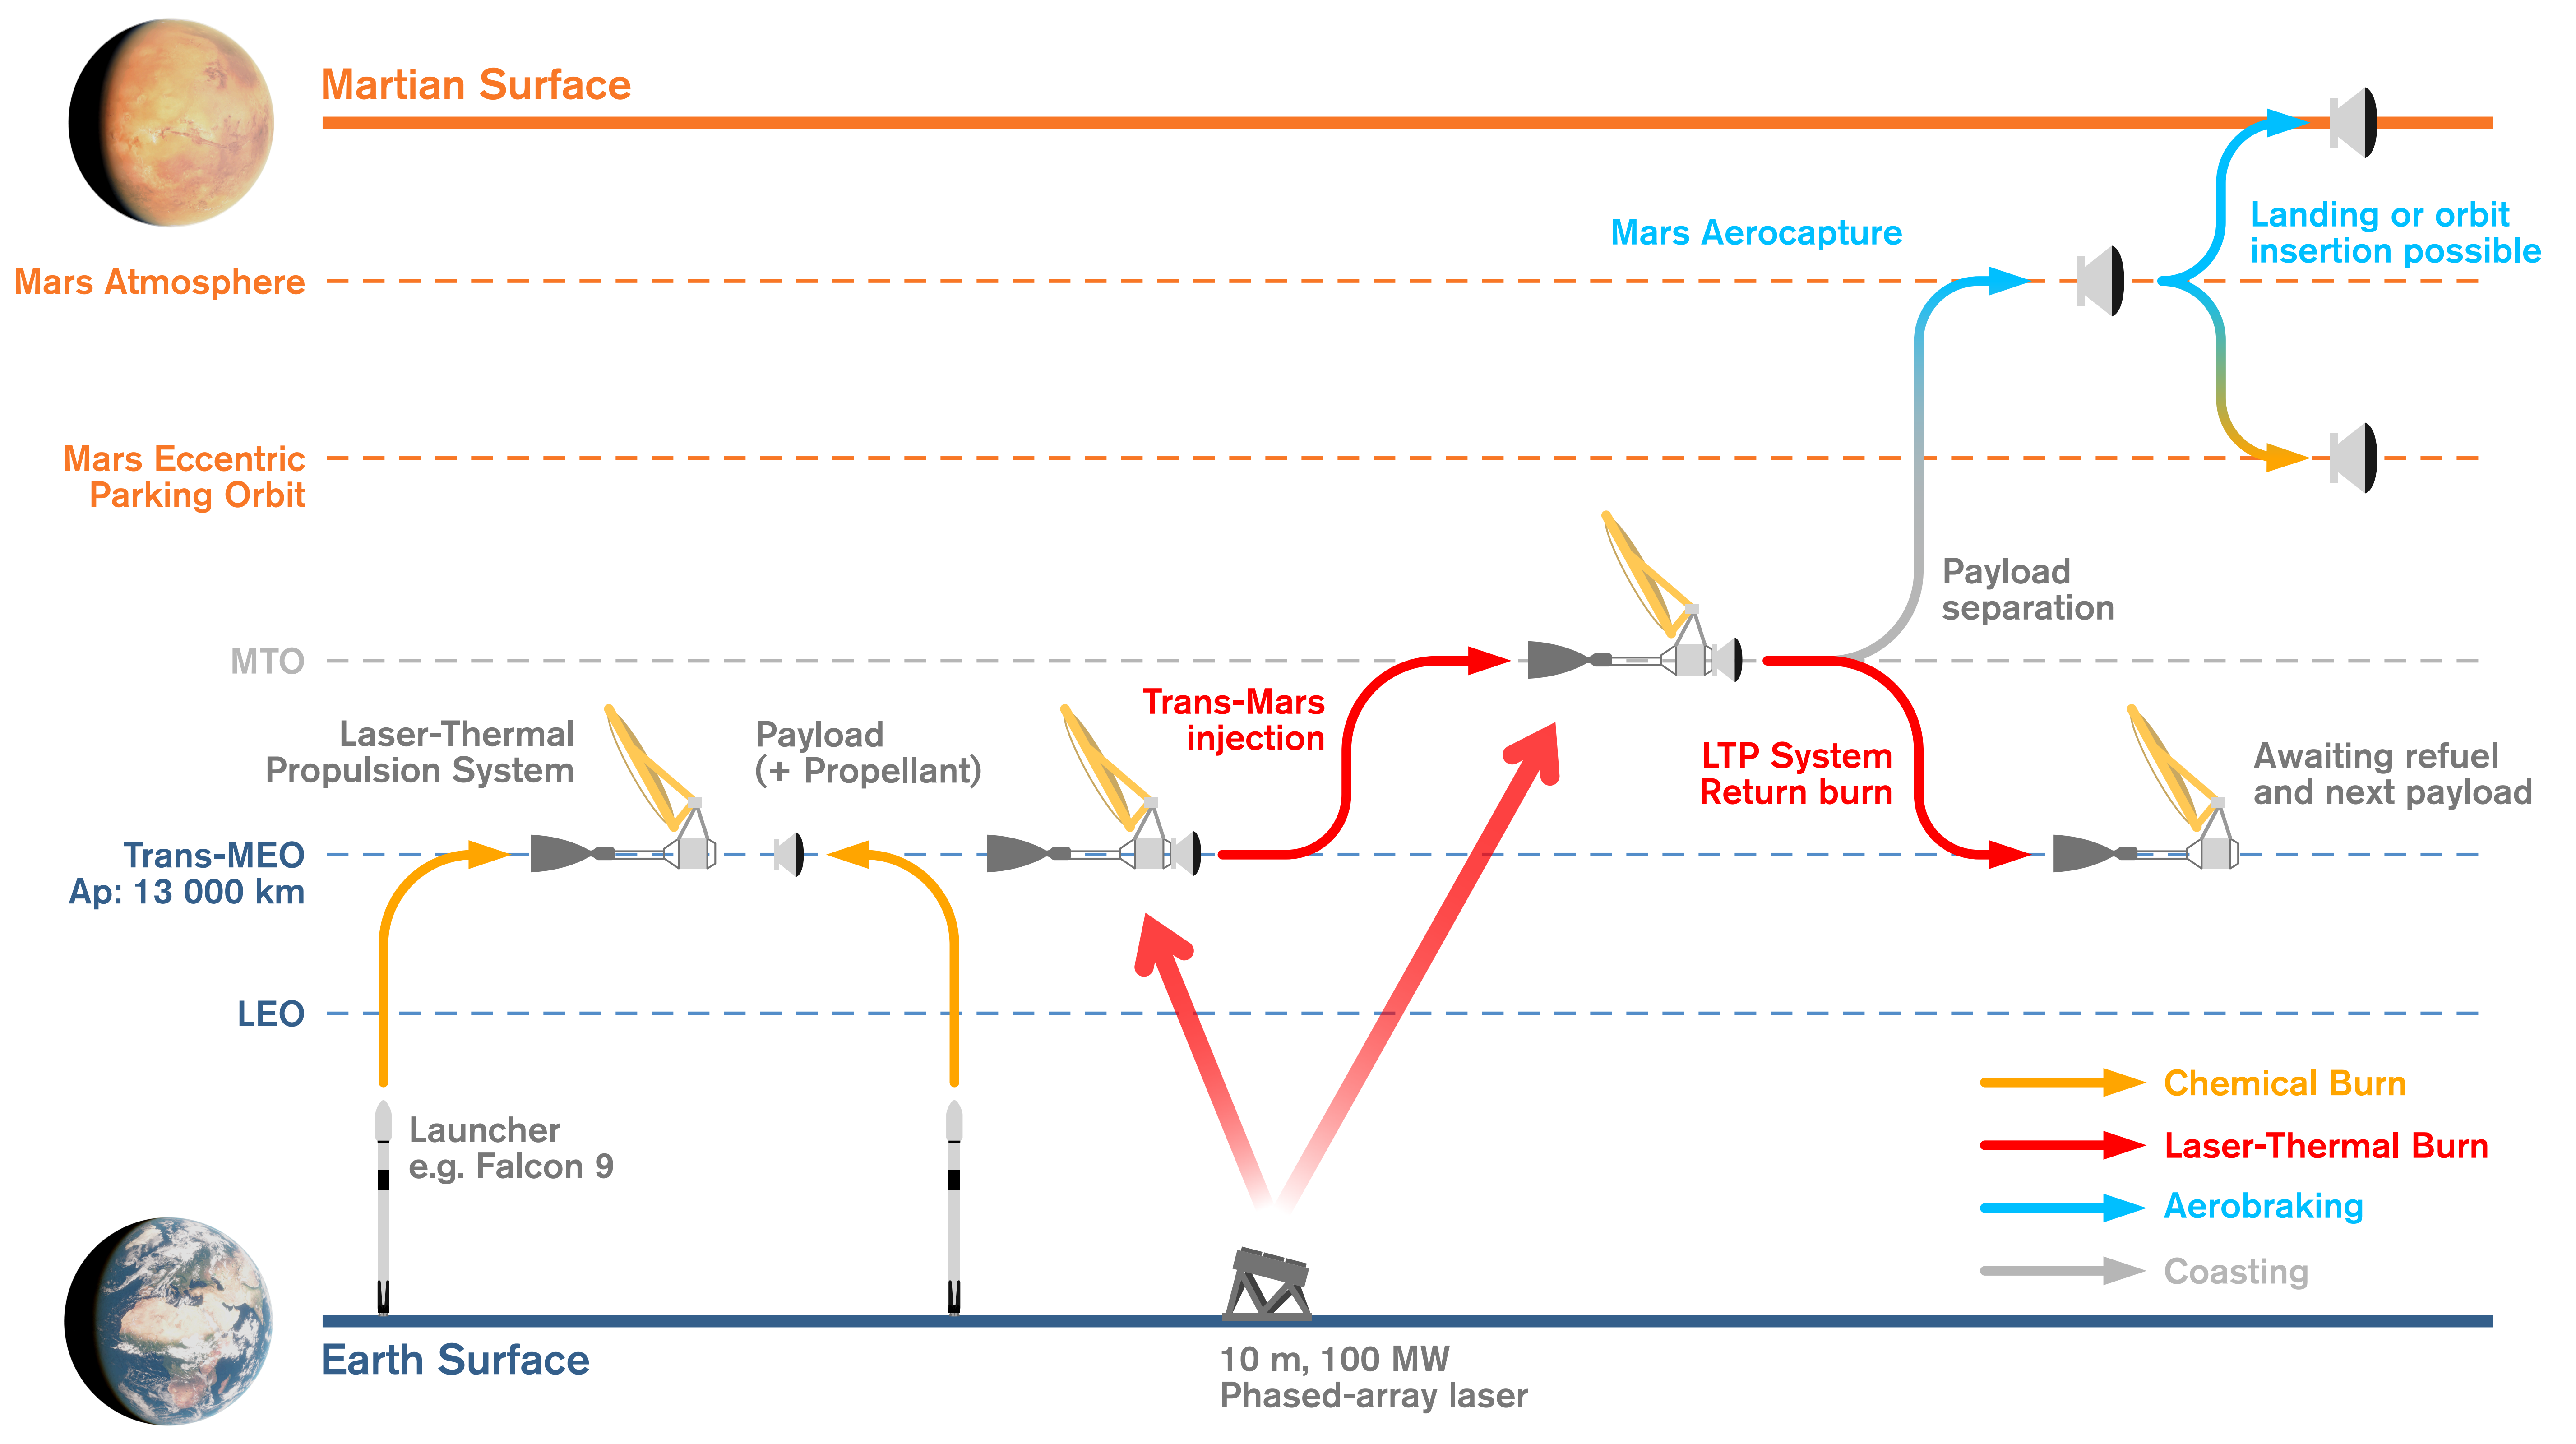 Martian Surface
Mars Aerocapture
Landing or orbit
insertion possible
Mars Atmosphere
Mars Eccentric
Parking Orbit
Payload
separation
MTO
Trans-Mars
injection
Laser-Thermal
Propulsion System
Payload
(+ Propellant)
LTP System
Return burn
Awaiting refuel
and next payload
Trans-MEO
Ap: 13 000 km
LEO
Launcher
e.g. Falcon 9
Chemical Burn
Laser-Thermal Burn
Aerobraking
Coasting
Earth Surface
10 m, 100 MW
Phased-array laser